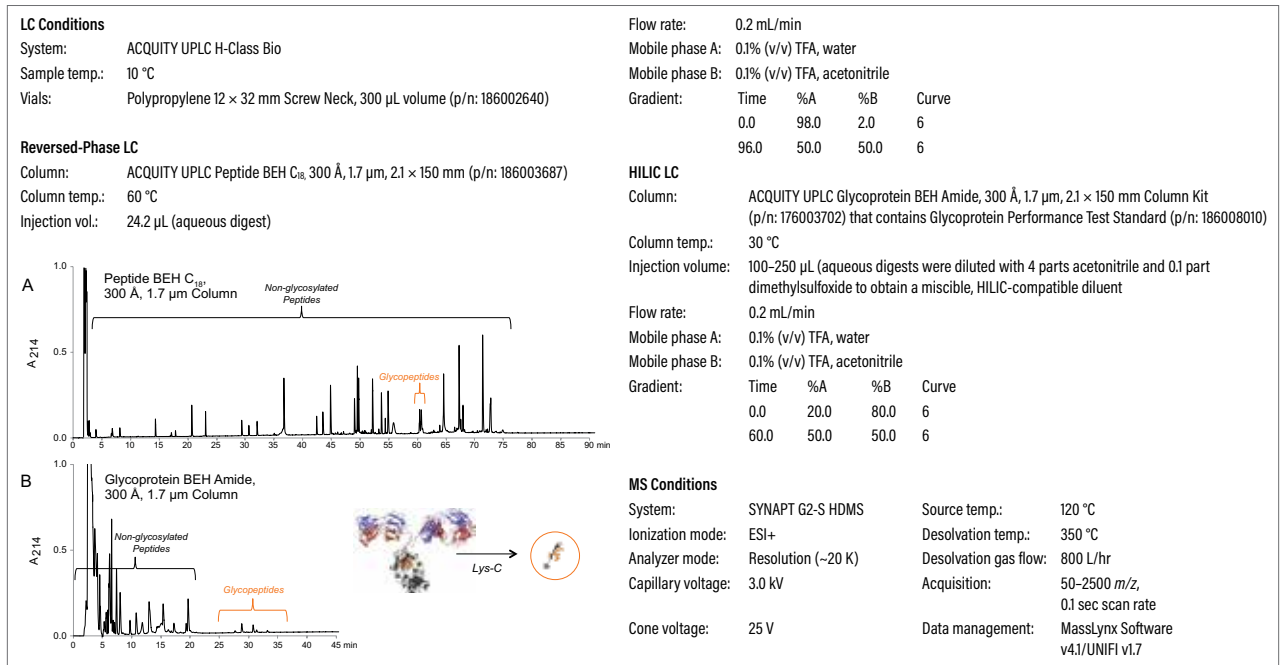 LC Conditions
System: ACQUITY UPLC H-Class Bio
Sample temp.: 10 °C
Vials: Polypropylene 12 × 32 mm Screw Neck, 300 µL volume (p/n: 186002640)
Reversed-Phase LC
Column: ACQUITY UPLC Peptide BEH C18, 300 Å, 1.7 µm, 2.1 × 150 mm (p/n: 186003687)
Column temp.: 60 °C
Injection vol.: 24.2 µL (aqueous digest)
Flow rate: 0.2 mL/min
Mobile phase A: 0.1% (v/v) TFA, water
Mobile phase B: 0.1% (v/v) TFA, acetonitrile
Gradient: Time %A %B Curve
0.0 98.0 2.0 6
96.0 50.0 50.0 6
HILIC LC
Column: ACQUITY UPLC Glycoprotein BEH Amide, 300 Å, 1.7 µm, 2.1 × 150 mm Column Kit
(p/n: 176003702) that contains Glycoprotein Performance Test Standard (p/n: 186008010)
Column temp.: 30 °C
Injection volume: 100–250 µL (aqueous digests were diluted with 4 parts acetonitrile and 0.1 part
dimethylsulfoxide to obtain a miscible, HILIC-compatible diluent
Flow rate: 0.2 mL/min
Mobile phase A: 0.1% (v/v) TFA, water
Mobile phase B: 0.1% (v/v) TFA, acetonitrile
Gradient: Time %A %B Curve
0.0 20.0 80.0 6
60.0 50.0 50.0 6
MS Conditions
System: SYNAPT G2-S HDMS Source temp.: 120 °C
Ionization mode: ESI+ Desolvation temp.: 350 °C
Analyzer mode: Resolution (~20 K) Desolvation gas flow: 800 L/hr
Capillary voltage: 3.0 kV Acquisition: 50–2500 m/z,
0.1 sec scan rate
Cone voltage: 25 V Data management: MassLynx Software
v4.1/UNIFI v1.7
A
Peptide BEH C18,
300 Å, 1.7 µm Column
Non-glycosylated
Peptides
Glycopeptides
A214
1.0
0.5
0.0
0 5 10 15 20 25 30 35 40 45 50 55 60 65 70 75 80 85 90 min
B
Glycoprotein BEH Amide,
300 Å, 1.7 µm Column
Non-glycosylated
Peptides
Glycopeptides
A214
1.0
0.5
0.0
0 5 10 15 20 25 30 35 40 45 min
Lys-C